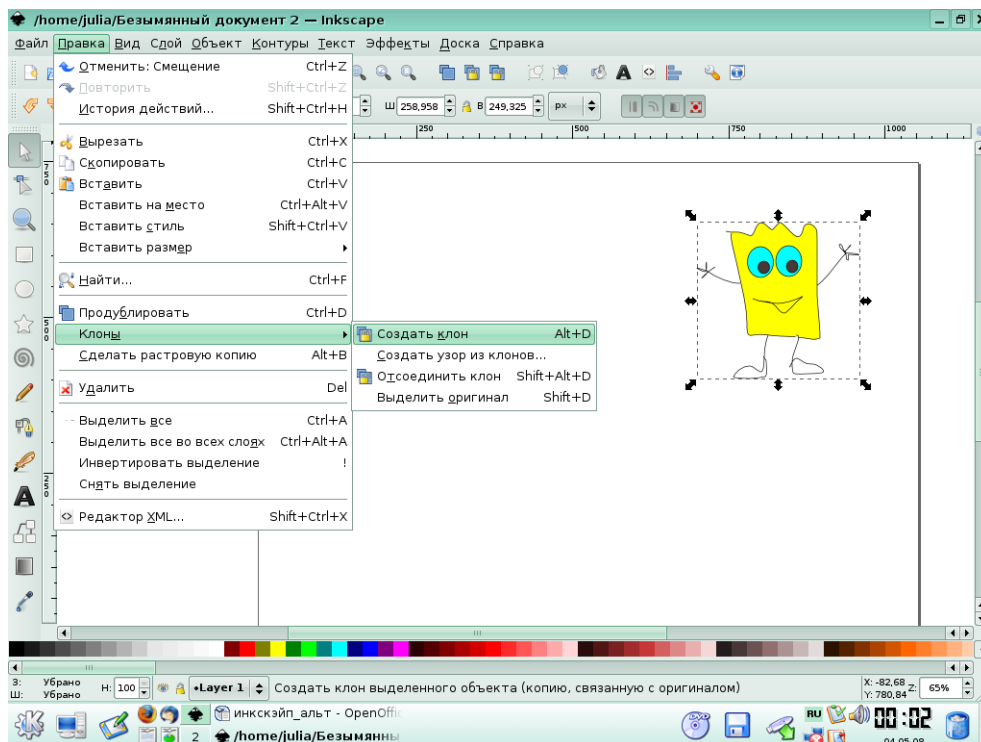 /home/julia/Безымянный документ 2 — Inkscape
Файл Правка Вид Слой Объект Контуры Текст Эффекты Доска Справка
Отменить: Смещение Ctrl+Z
Повторить Shift+Ctrl+Z
История действий... Shift+Ctrl+H
Ш 258,958 В 249,325 px
250 500 750 1000
Вырезать Ctrl+X
Скопировать Ctrl+C
Вставить Ctrl+V
Вставить на место Ctrl+Alt+V
Вставить стиль Shift+Ctrl+V
Вставить размер
Найти... Ctrl+F
Продублировать Ctrl+D
Клоны
Создать клон Alt+D
Создать узор из клонов...
Отсоединить клон Shift+Alt+D
Выделить оригинал Shift+D
Сделать растровую копию Alt+B
Удалить Del
Выделить все Ctrl+A
Выделить все во всех слоях Ctrl+Alt+A
Инвертировать выделение !
Снять выделение
Редактор XML... Shift+Ctrl+X
750
500
250
З: Убрано
Ш: Убрано
Н: 100
•Layer 1
Создать клон выделенного объекта (копию, связанную с оригиналом)
X: -82,68
Y: 780,84
Z: 65%
инкскэйп_альт - OpenOffic
2 /home/julia/Безымянны
RU
00:02
04.05.08